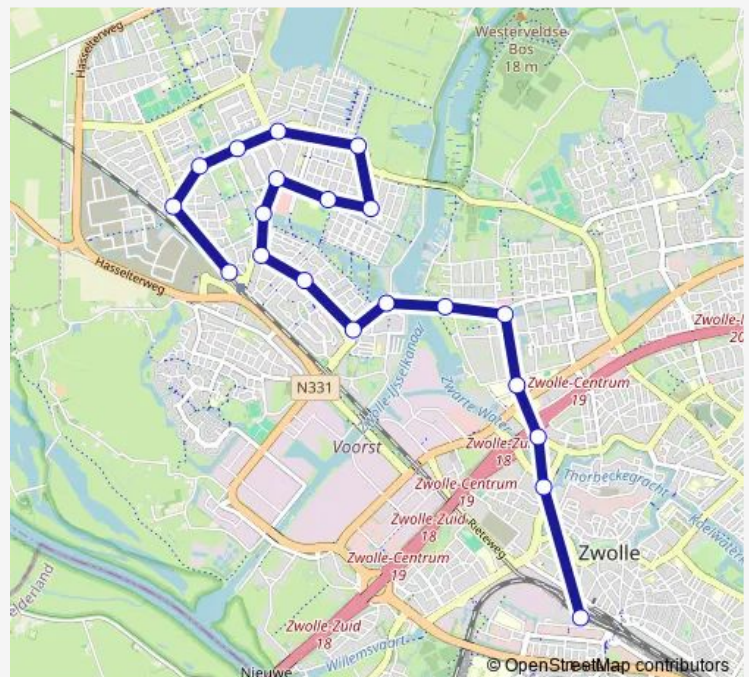 Hasselterweg
Westerveldse
Bos
18 m
Hasselterweg
N331
Zwolle-IJsselkanaal
Zwarte Water
Zwolle-Centrum
19
Voorst
18
Thorbeckegracht
Zwolle-Centrum
19
Zwolle-Zuid
18
Rieteweg
Zwolle
Zwolle-Centrum
19
Zwolle-Zuid
18
Willemsvaart
Nieuwe
© OpenStreetMap contributors